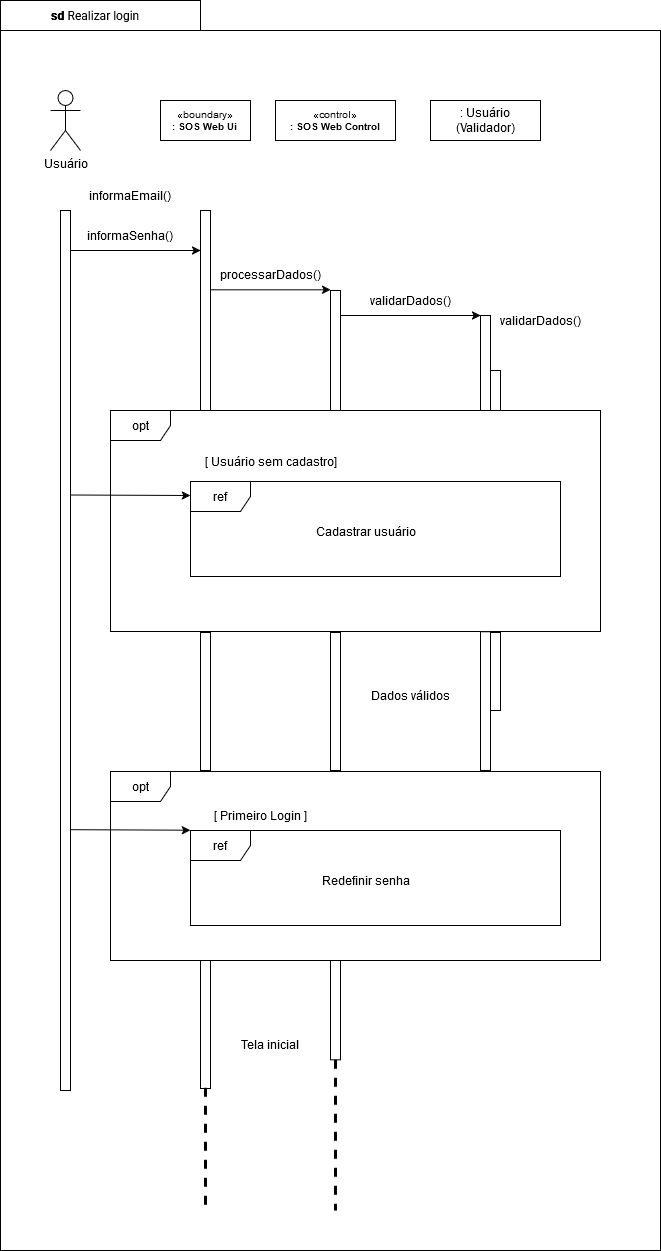 sd Realizar login
Usuário
«boundary»
: SOS Web Ui
«control»
: SOS Web Control
: Usuário
(Validador)
informaEmail()
informaSenha()
processarDados()
validarDados()
validarDados()
opt
[ Usuário sem cadastro]
ref
Cadastrar usuário
Dados válidos
opt
[ Primeiro Login ]
ref
Redefinir senha
Tela inicial